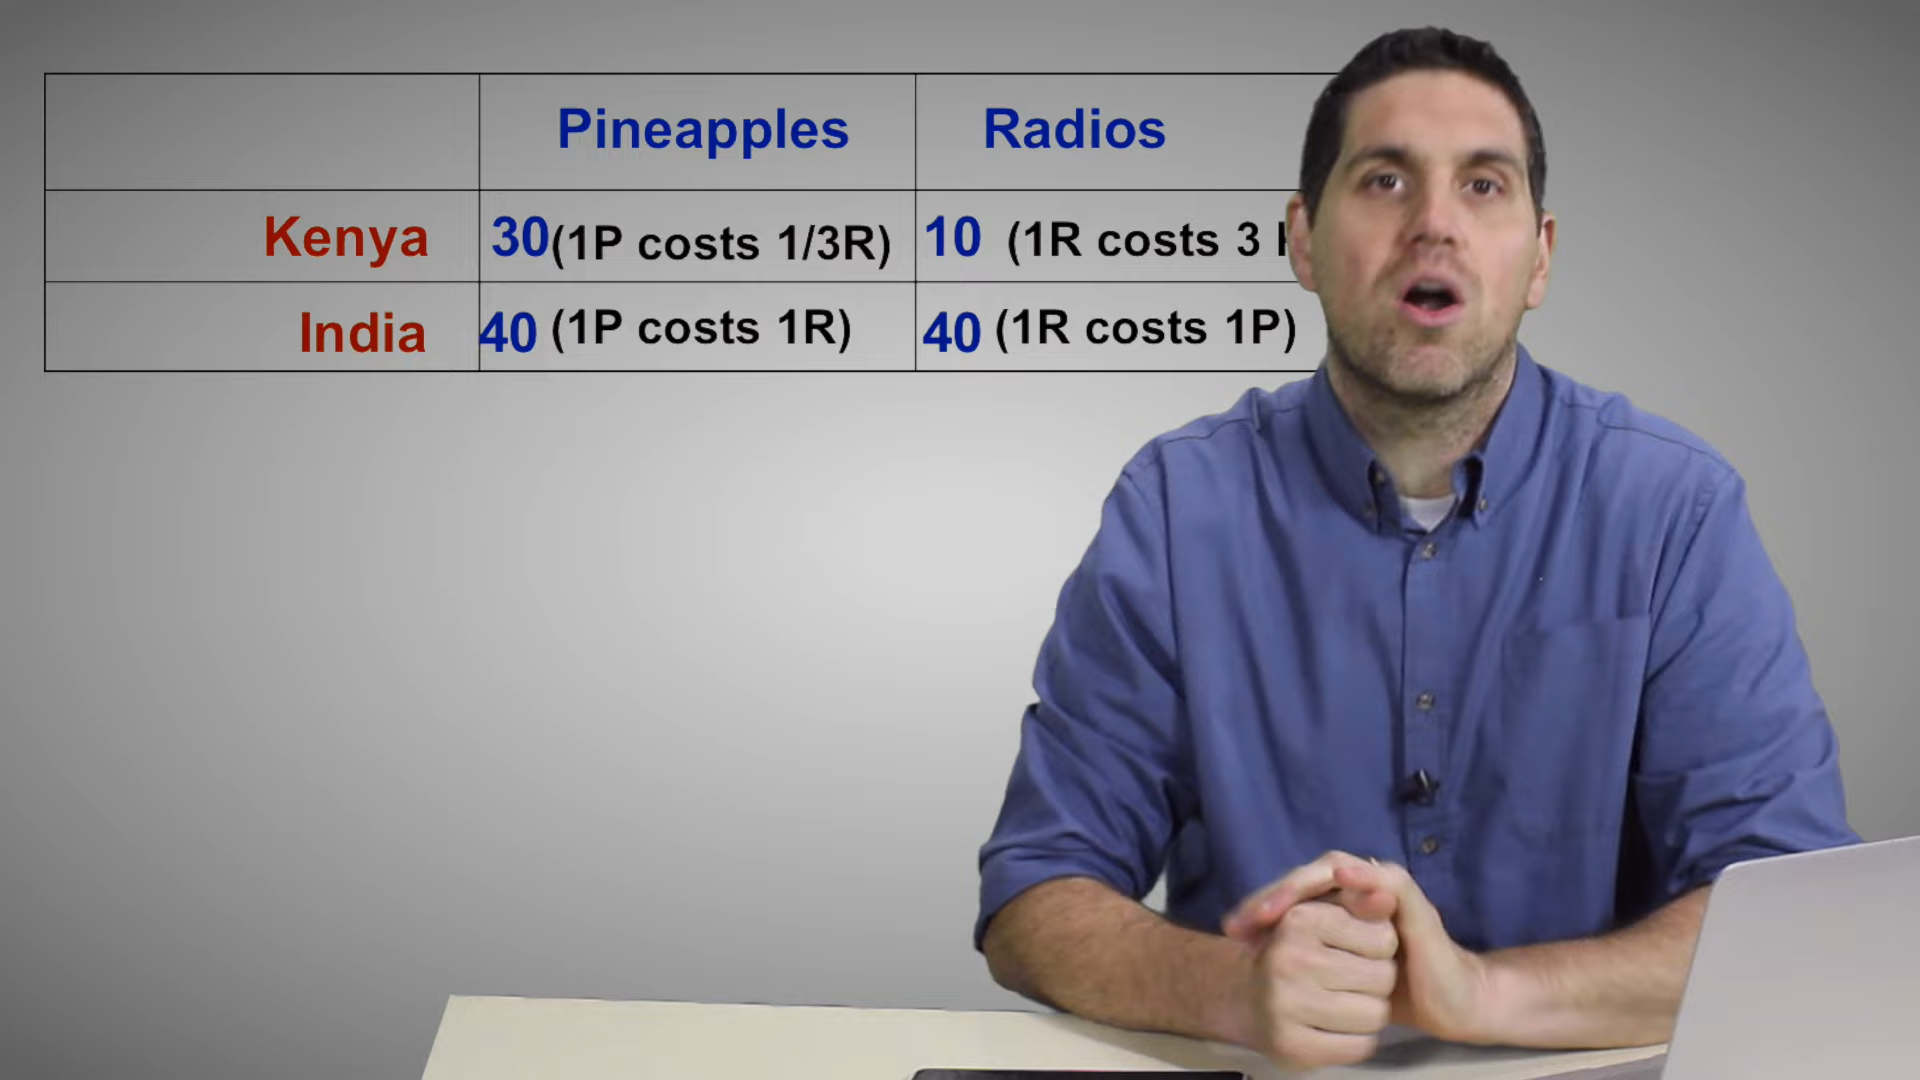 Pineapples Radios
Kenya 30 (1P costs 1/3R) 10 (1R costs 3
India 40 (1P costs 1R) 40 (1R costs 1P)